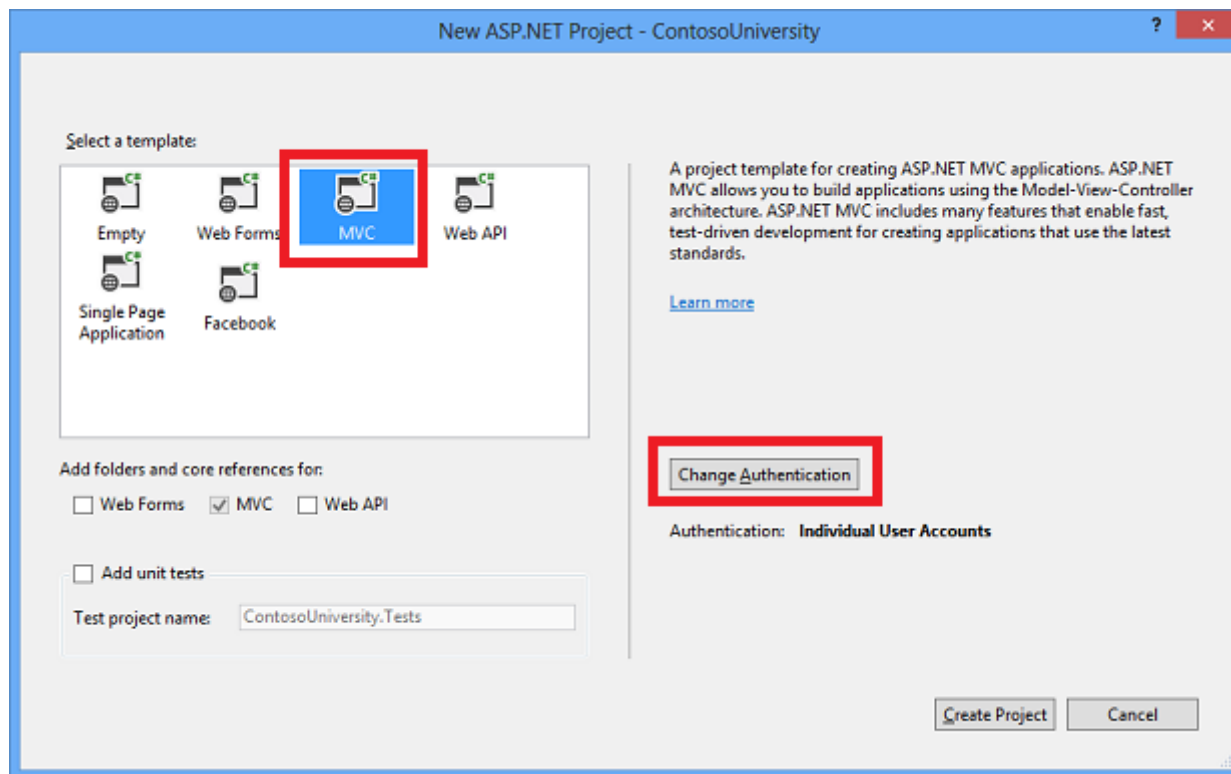 New ASP.NET Project - ContosoUniversity
?
×
Select a template:
Empty
Web Forms
MVC
Web API
Single Page
Application
Facebook
A project template for creating ASP.NET MVC applications. ASP.NET
MVC allows you to build applications using the Model-View-Controller
architecture. ASP.NET MVC includes many features that enable fast,
test-driven development for creating applications that use the latest
standards.
Learn more
Add folders and core references for:
Web Forms
MVC
Web API
Add unit tests
Test project name:
ContosoUniversity.Tests
Change Authentication
Authentication: Individual User Accounts
Create Project
Cancel